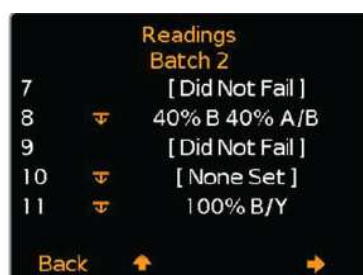 Readings
Batch 2
7 [ Did Not Fail ]
8 40% B 40% A/B
9 [ Did Not Fail ]
10 [ None Set ]
11 100% B/Y
Back